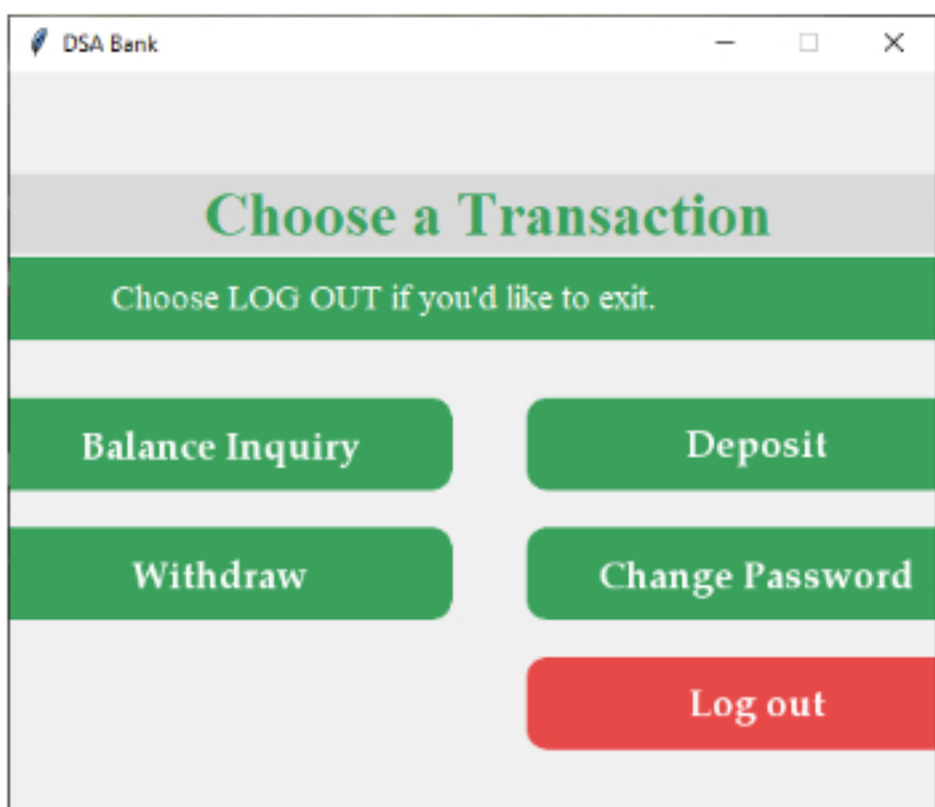 DSA Bank
Choose a Transaction
Choose LOG OUT if you'd like to exit.
Balance Inquiry
Deposit
Withdraw
Change Password
Log out